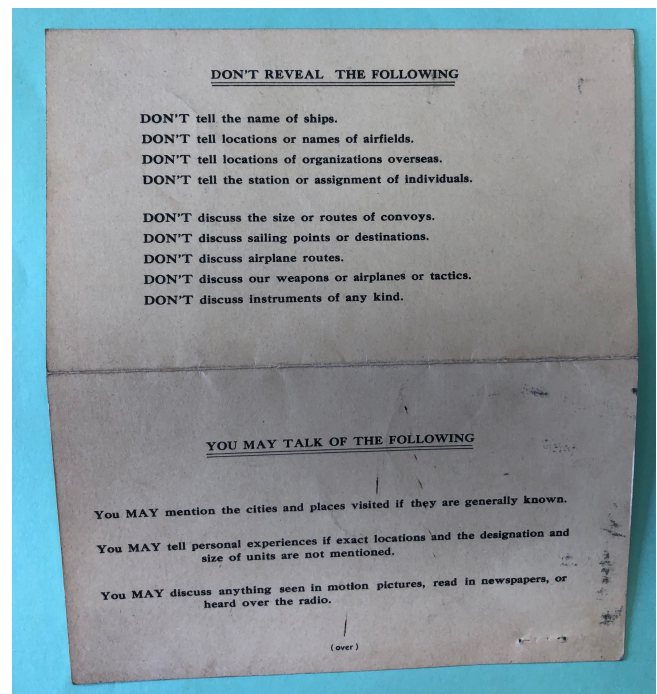 DON'T REVEAL THE FOLLOWING
DON'T tell the name of ships.
DON'T tell locations or names of airfields.
DON'T tell locations of organizations overseas.
DON'T tell the station or assignment of individuals.
DON'T discuss the size or routes of convoys.
DON'T discuss sailing points or destinations.
DON'T discuss airplane routes.
DON'T discuss our weapons or airplanes or tactics.
DON'T discuss instruments of any kind.
YOU MAY TALK OF THE FOLLOWING
You MAY mention the cities and places visited if they are generally known.
You MAY tell personal experiences if exact locations and the designation and
size of units are not mentioned.
You MAY discuss anything seen in motion pictures, read in newspapers, or
heard over the radio.
(over)